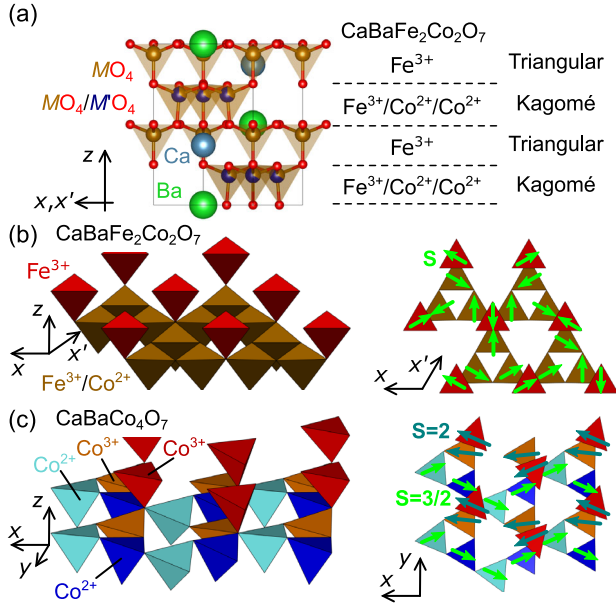 (a)
CaBaFe₂Co₂O₇
MO₄
Fe³⁺ Triangular
MO₄/M'O₄
Fe³⁺/Co²⁺/Co²⁺ Kagomé
z
Ca
Fe³⁺ Triangular
x,x'
Ba
Fe³⁺/Co²⁺/Co²⁺ Kagomé
(b) CaBaFe₂Co₂O₇
Fe³⁺
S
z
x'
x
Fe³⁺/Co²⁺
x'
x
(c) CaBaCo₄O₇
Co³⁺
Co³⁺
Co²⁺
S=2
z
S=3/2
x
y
Co²⁺
y
x